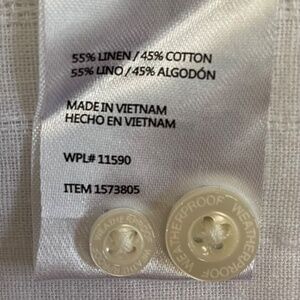 55% LINEN / 45% COTTON
55% LINO / 45% ALGODÓN
MADE IN VIETNAM
HECHO EN VIETNAM
WPL# 11590
ITEM 1573805
WEATHERPROOF
WEATHERPROOF WEATHERPROOF